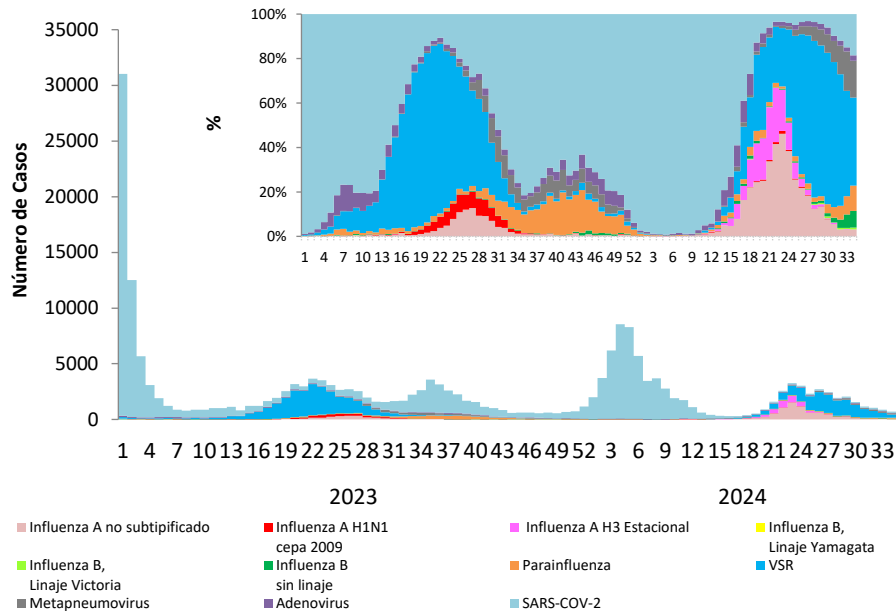 100%
80%
60%
40%
20%
0%
%
1 4 7 10 13 16 19 22 25 28 31 34 37 40 43 46 49 52 3 6 9 12 15 18 21 24 27 30 33
35000
30000
25000
20000
15000
10000
5000
0
Número de Casos
1 4 7 10 13 16 19 22 25 28 31 34 37 40 43 46 49 52 3 6 9 12 15 18 21 24 27 30 33
2023 2024
Influenza A no subtipificado
Influenza A H1N1
cepa 2009
Influenza A H3 Estacional
Influenza B,
Linaje Yamagata
Influenza B,
Linaje Victoria
Influenza B
sin linaje
Parainfluenza
VSR
Metapneumovirus
Adenovirus
SARS-COV-2